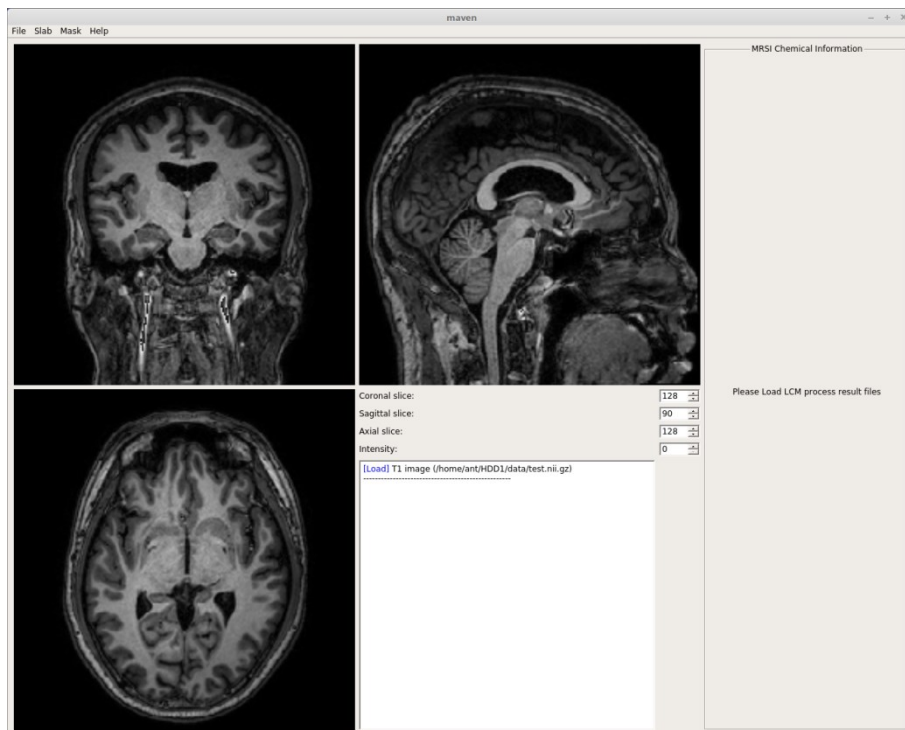 maven
File Slab Mask Help
MRSI Chemical Information
Please Load LCM process result files
Coronal slice: 128
Sagittal slice: 90
Axial slice: 128
Intensity: 0
[Load] T1 image (/home/ant/HDD1/data/test.nii.gz)
--------------------------------------------------